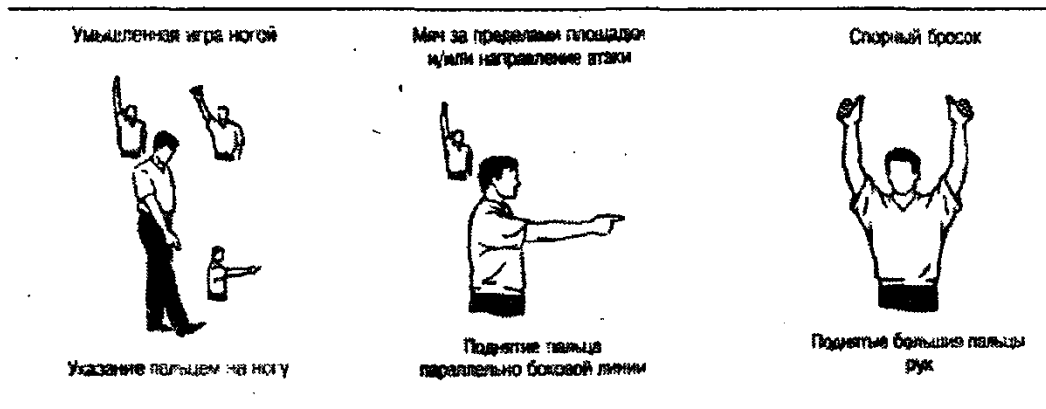 Умышленная игра ногой
Мяч за пределами площадки
и/или направление атаки
Спорный бросок
Указание пальцем на ногу
Поднятие пальца
параллельно боковой линии
Поднятые большие пальцы
рук